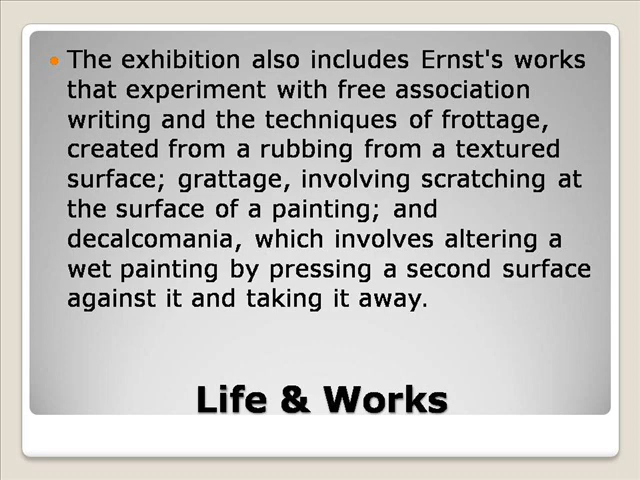 The exhibition also includes Ernst's works
that experiment with free association
writing and the techniques of frottage,
created from a rubbing from a textured
surface; grattage, involving scratching at
the surface of a painting; and
decalcomania, which involves altering a
wet painting by pressing a second surface
against it and taking it away.
Life & Works